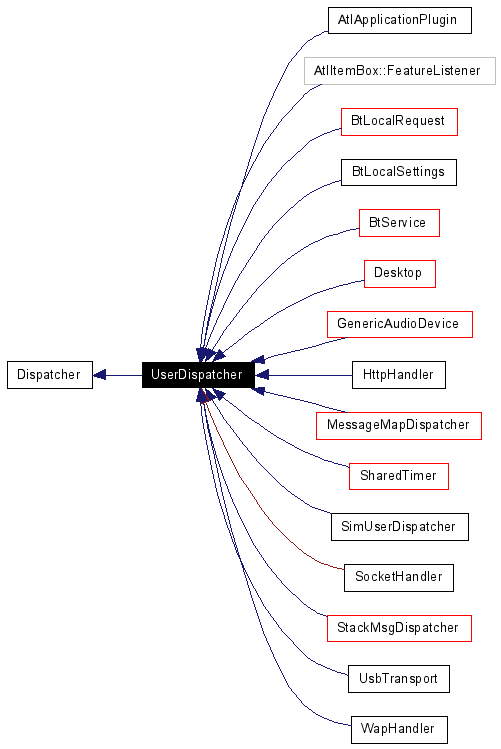 AtlApplicationPlugin
AtlItemBox::FeatureListener
BtLocalRequest
BtLocalSettings
BtService
Desktop
GenericAudioDevice
Dispatcher
UserDispatcher
HttpHandler
MessageMapDispatcher
SharedTimer
SimUserDispatcher
SocketHandler
StackMsgDispatcher
UsbTransport
WapHandler